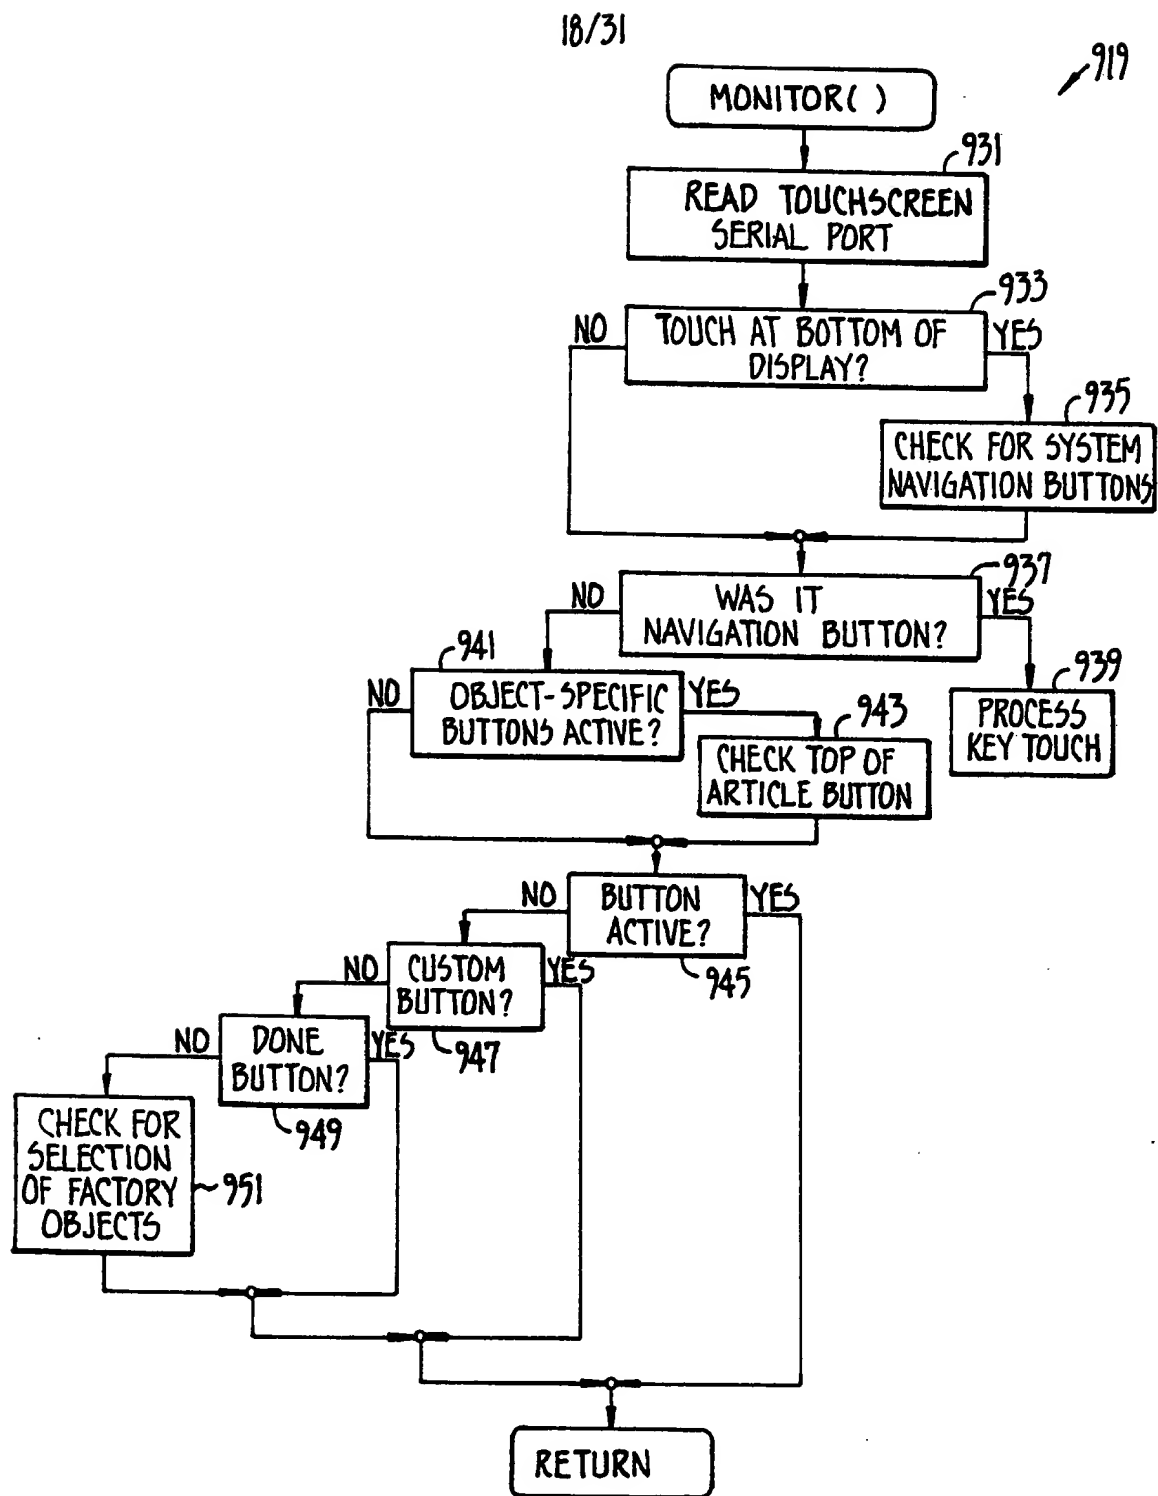 18/31
919
MONITOR( )
931
READ TOUCHSCREEN
SERIAL PORT
933
NO
TOUCH AT BOTTOM OF
DISPLAY?
YES
935
CHECK FOR SYSTEM
NAVIGATION BUTTONS
937
NO
WAS IT
NAVIGATION BUTTON?
YES
941
939
NO
OBJECT-SPECIFIC
BUTTONS ACTIVE?
YES
943
PROCESS
KEY TOUCH
CHECK TOP OF
ARTICLE BUTTON
NO
BUTTON
ACTIVE?
YES
945
NO
CUSTOM
BUTTON?
YES
947
NO
DONE
BUTTON?
YES
949
CHECK FOR
SELECTION
OF FACTORY
OBJECTS
951
RETURN